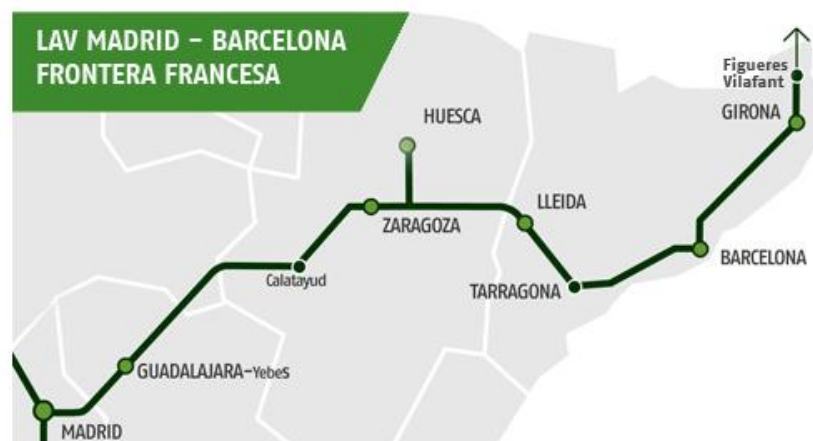 LAV MADRID – BARCELONA
FRONTERA FRANCESA
Figueres
Vilafant
GIRONA
HUESCA
LLEIDA
ZARAGOZA
BARCELONA
Calatayud
TARRAGONA
GUADALAJARA-Yebes
MADRID